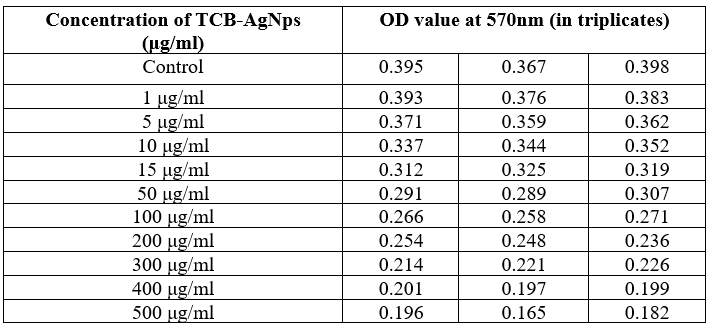 Concentration of TCB-AgNps OD value at 570nm (in triplicates)
(µg/ml)
Control 0.395 0.367 0.398
1 µg/ml 0.393 0.376 0.383
5 µg/ml 0.371 0.359 0.362
10 µg/ml 0.337 0.344 0.352
15 µg/ml 0.312 0.325 0.319
50 µg/ml 0.291 0.289 0.307
100 µg/ml 0.266 0.258 0.271
200 µg/ml 0.254 0.248 0.236
300 µg/ml 0.214 0.221 0.226
400 µg/ml 0.201 0.197 0.199
500 µg/ml 0.196 0.165 0.182